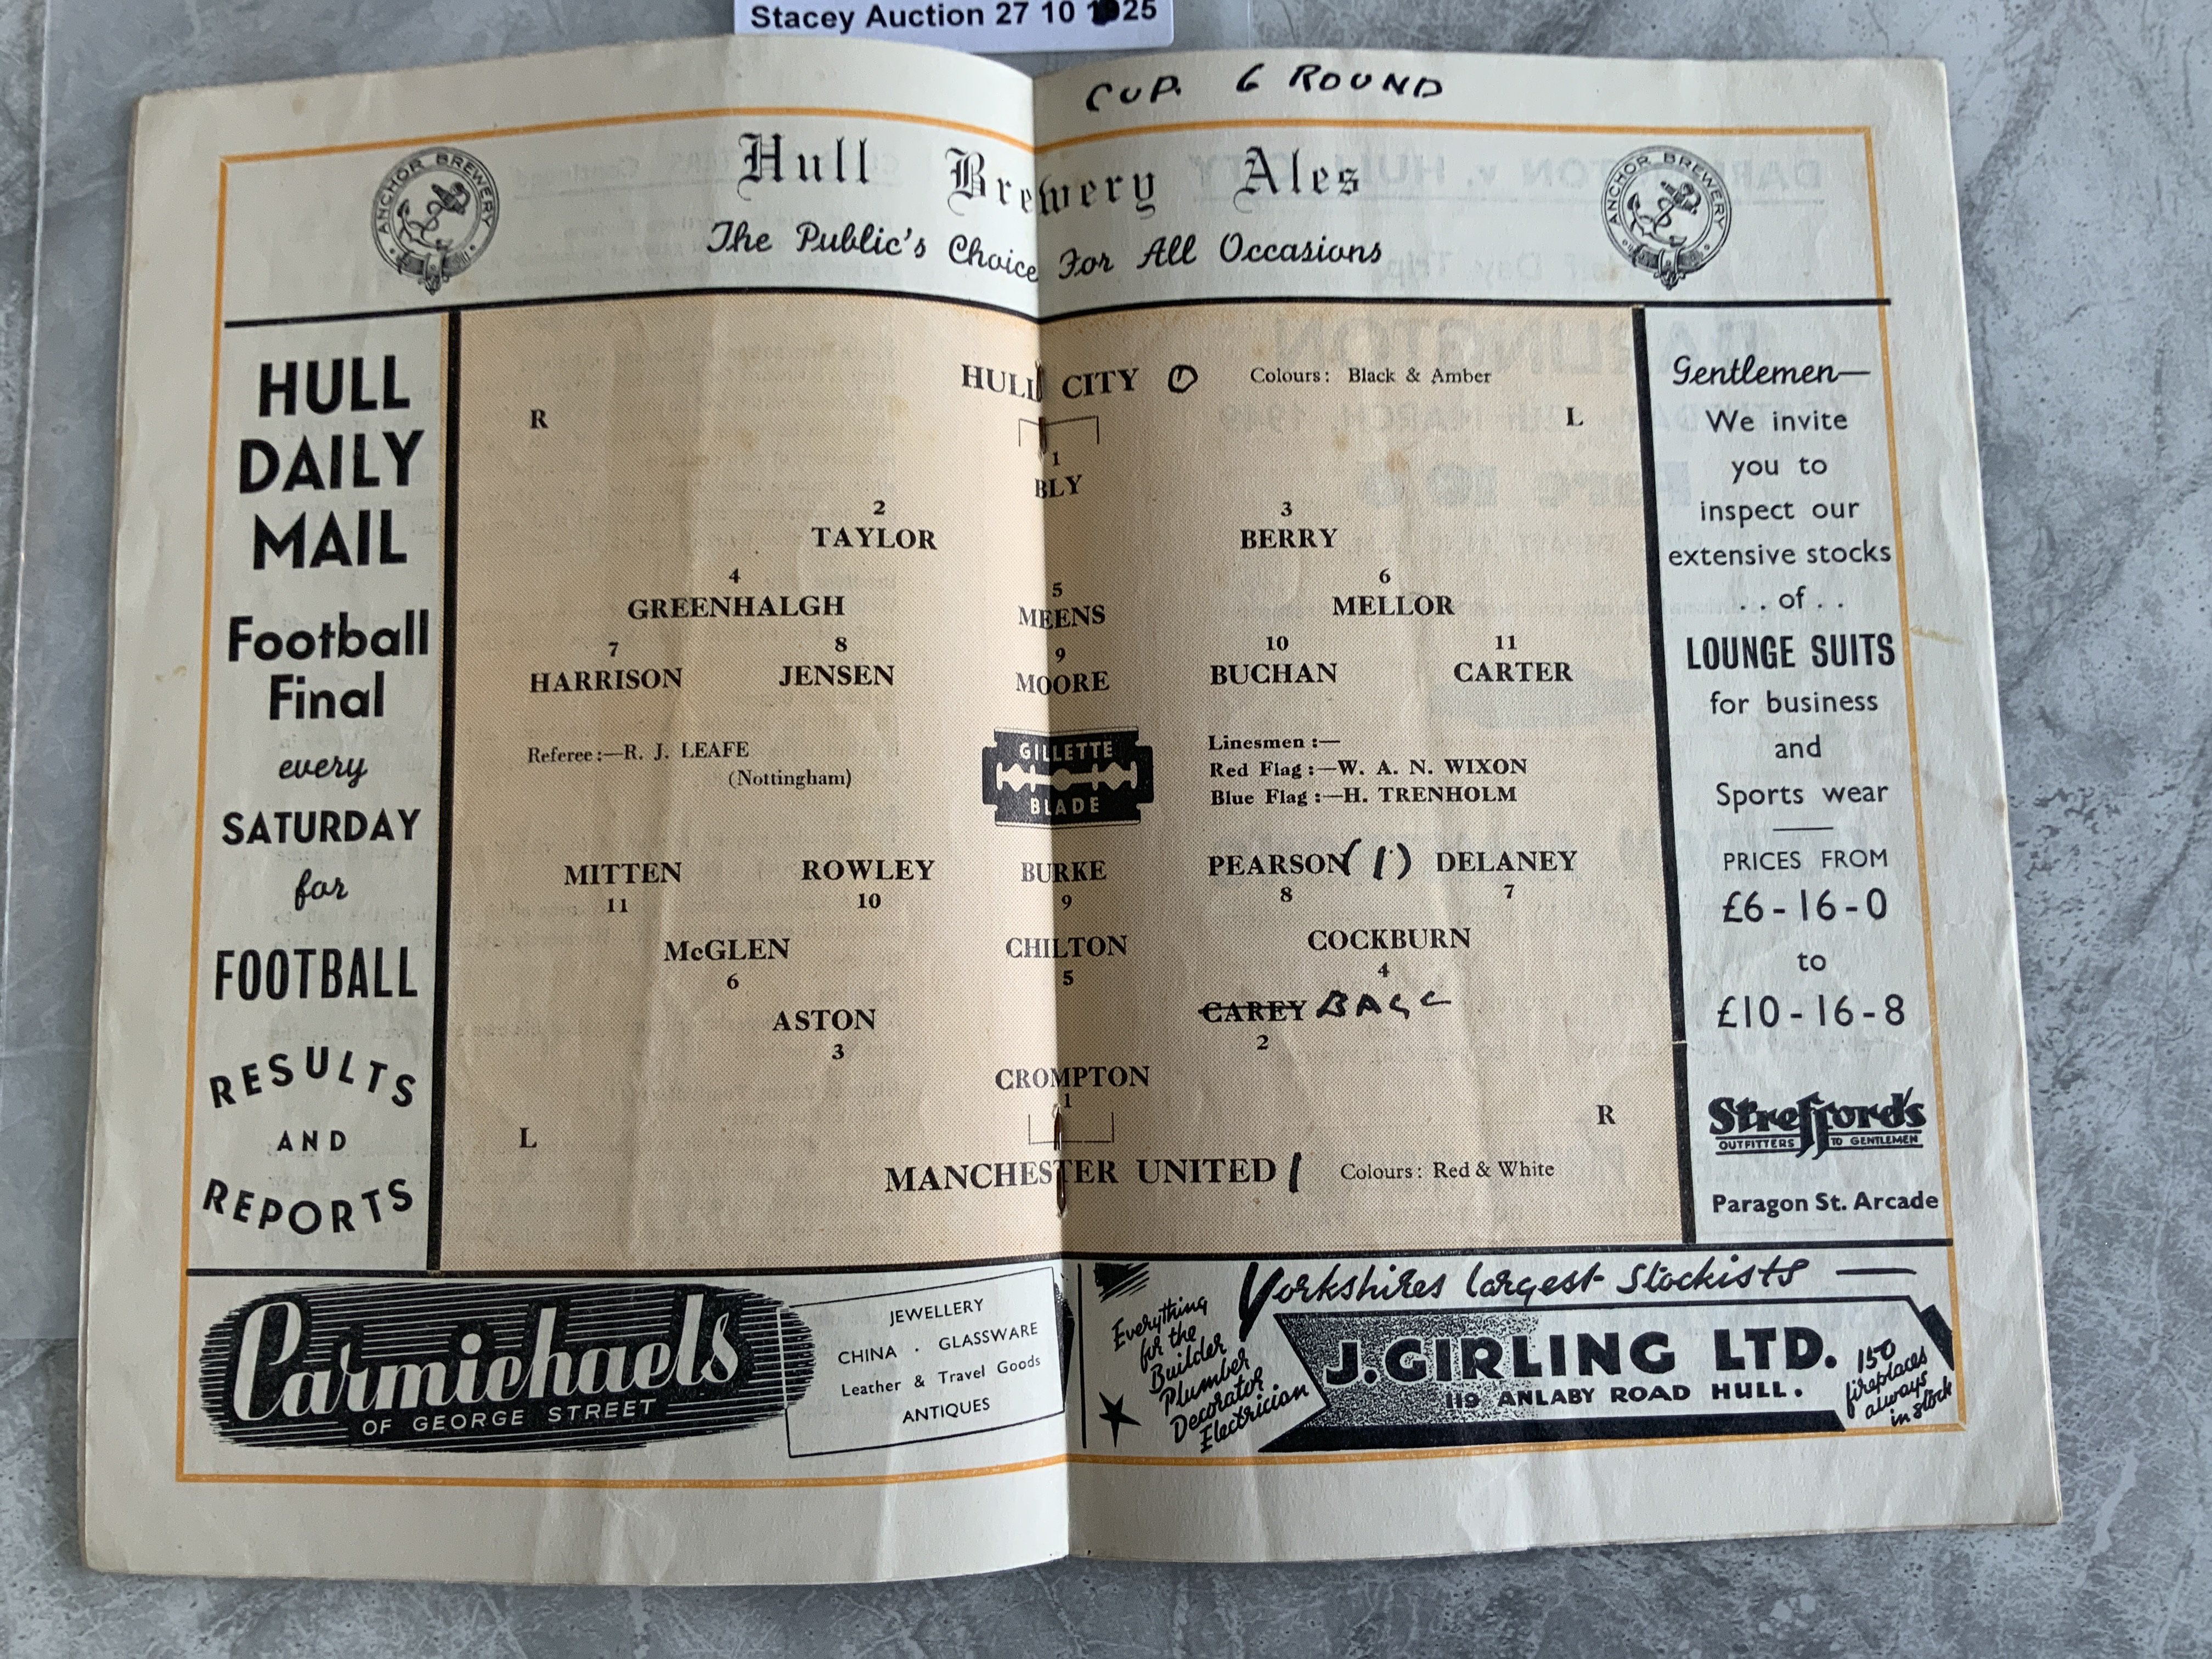 Stacey Auction 27 10 25
CUP. 6 ROUND
Hull Brewery Ales
The Public's Choice For All Occasions
ANCHOR BREWERY
ANCHOR BREWERY
HULL
DAILY
MAIL
Football
Final
every
SATURDAY
for
FOOTBALL
RESULTS
AND
REPORTS
HULL CITY 0 Colours: Black & Amber
R L
1
BLY
2 3
TAYLOR BERRY
4 5 6
GREENHALGH MEENS MELLOR
7 8 9 10 11
HARRISON JENSEN MOORE BUCHAN CARTER
Referee:—R. J. LEAFE
(Nottingham)
GILLETTE
BLADE
Linesmen :—
Red Flag :—W. A. N. WIXON
Blue Flag :—H. TRENHOLM
MITTEN ROWLEY BURKE PEARSON (1) DELANEY
11 10 9 8 7
McGLEN CHILTON COCKBURN
6 5 4
ASTON CAREY BALL
3 2
CROMPTON
1
L R
MANCHESTER UNITED 1 Colours: Red & White
Gentlemen—
We invite
you to
inspect our
extensive stocks
. . of . .
LOUNGE SUITS
for business
and
Sports wear
PRICES FROM
£6-16-0
to
£10-16-8
Strefford's
OUTFITTERS TO GENTLEMEN
Paragon St. Arcade
Carmichaels
OF GEORGE STREET
JEWELLERY
CHINA . GLASSWARE
Leather & Travel Goods
ANTIQUES
Everything
for the
Builder
Plumber
Decorator
Electrician
Yorkshires largest Stockists —
J. GIRLING LTD.
119 ANLABY ROAD HULL.
150
fireplaces
always
in stock